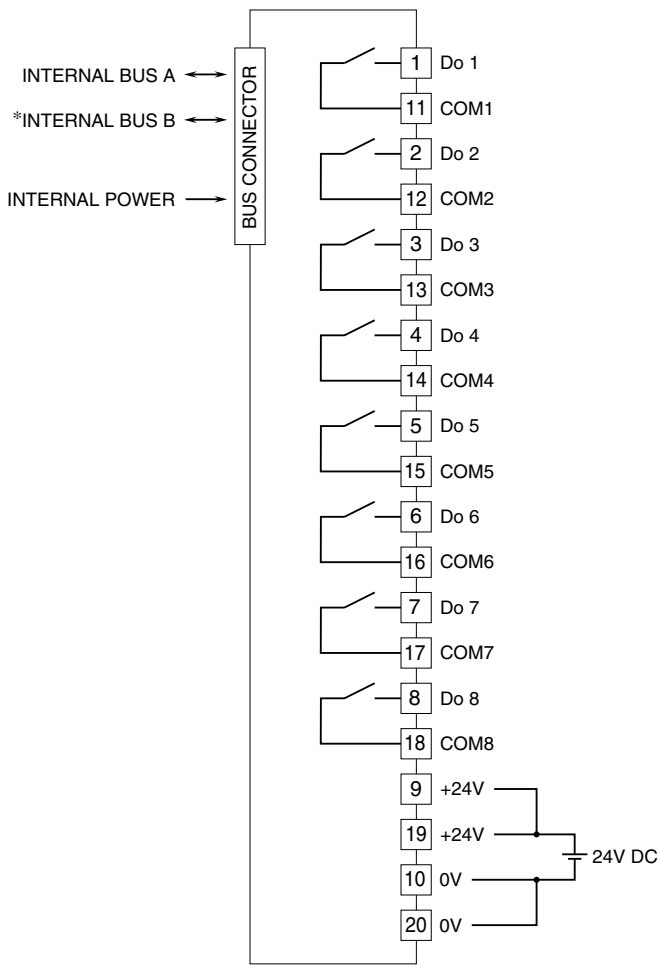 INTERNAL BUS A
*INTERNAL BUS B
INTERNAL POWER
BUS CONNECTOR
1 Do 1
11 COM1
2 Do 2
12 COM2
3 Do 3
13 COM3
4 Do 4
14 COM4
5 Do 5
15 COM5
6 Do 6
16 COM6
7 Do 7
17 COM7
8 Do 8
18 COM8
9 +24V
19 +24V
24V DC
10 0V
20 0V